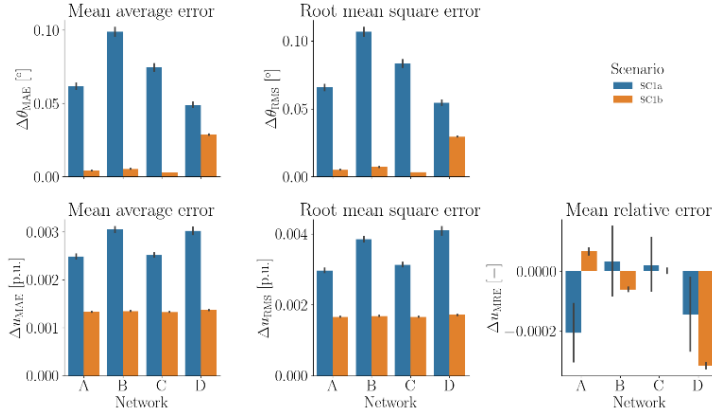 Mean average error
Root mean square error
Δθ_MAE [°]
0.10
0.05
0.00
Δθ_RMS [°]
0.10
0.05
0.00
Scenario
SC1a
SC1b
Mean average error
Root mean square error
Mean relative error
Δu_MAE [p.u.]
0.003
0.002
0.001
0.000
A B C D
Network
Δu_RMS [p.u.]
0.004
0.002
0.000
A B C D
Network
Δu_MRE [−]
0.0000
−0.0002
A B C D
Network